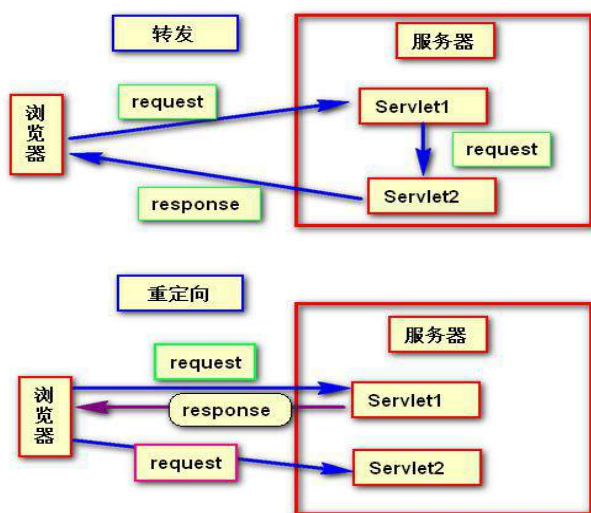 转发
服务器
浏览器
request
Servlet1
request
Servlet2
response
重定向
服务器
request
浏览器
Servlet1
response
request
Servlet2